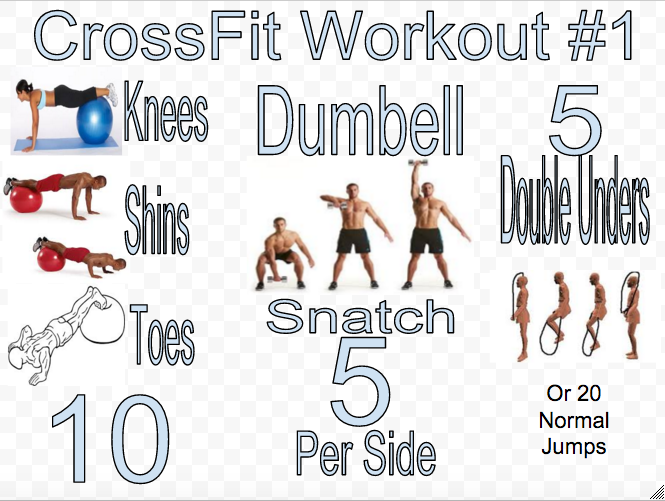 CrossFit Workout #1
Knees
Shins
Toes
10
Dumbell
Snatch
5
Per Side
5
Double Unders
Or 20
Normal
Jumps